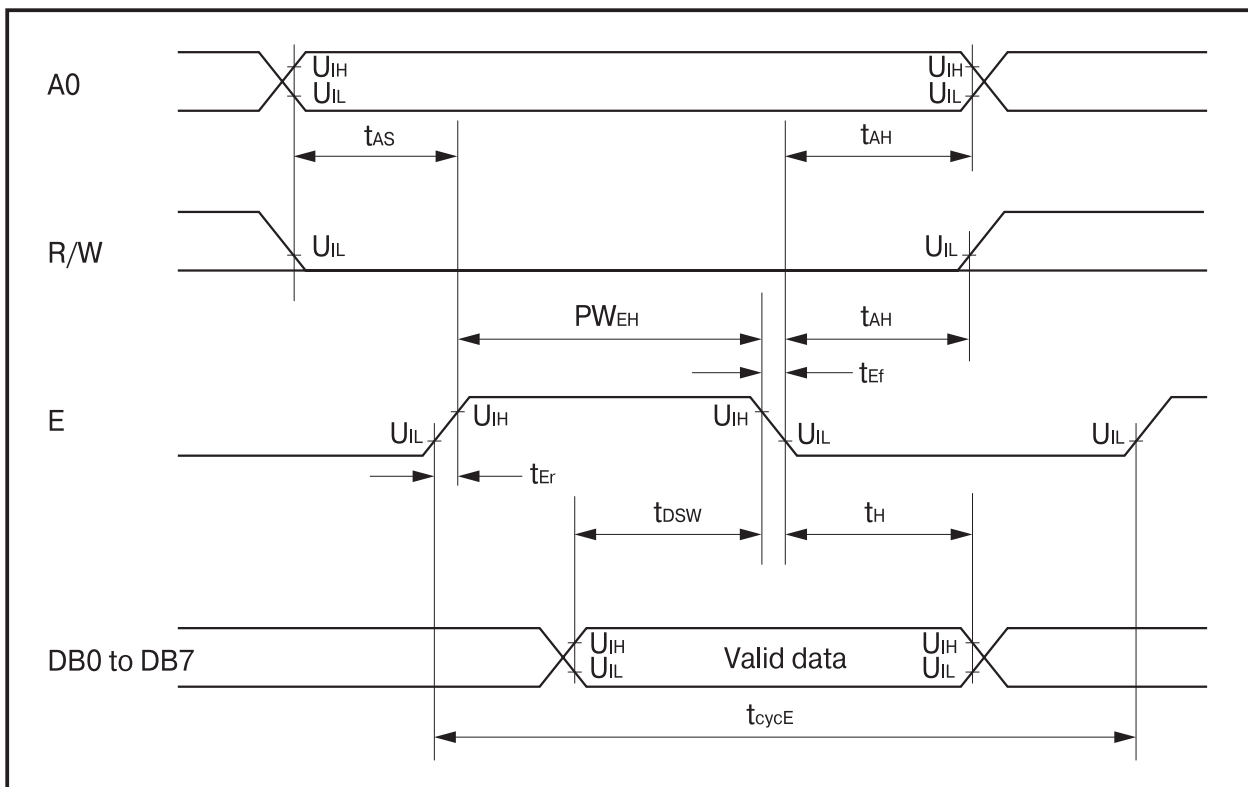 A0
UIH
UIL
UIH
UIL
tAS
tAH
R/W
UIL
UIL
PWEH
tAH
tEf
E
UIL
UIH
UIH
UIL
UIL
tEr
tDSW
tH
DB0 to DB7
UIH
UIL
Valid data
UIH
UIL
tcycE